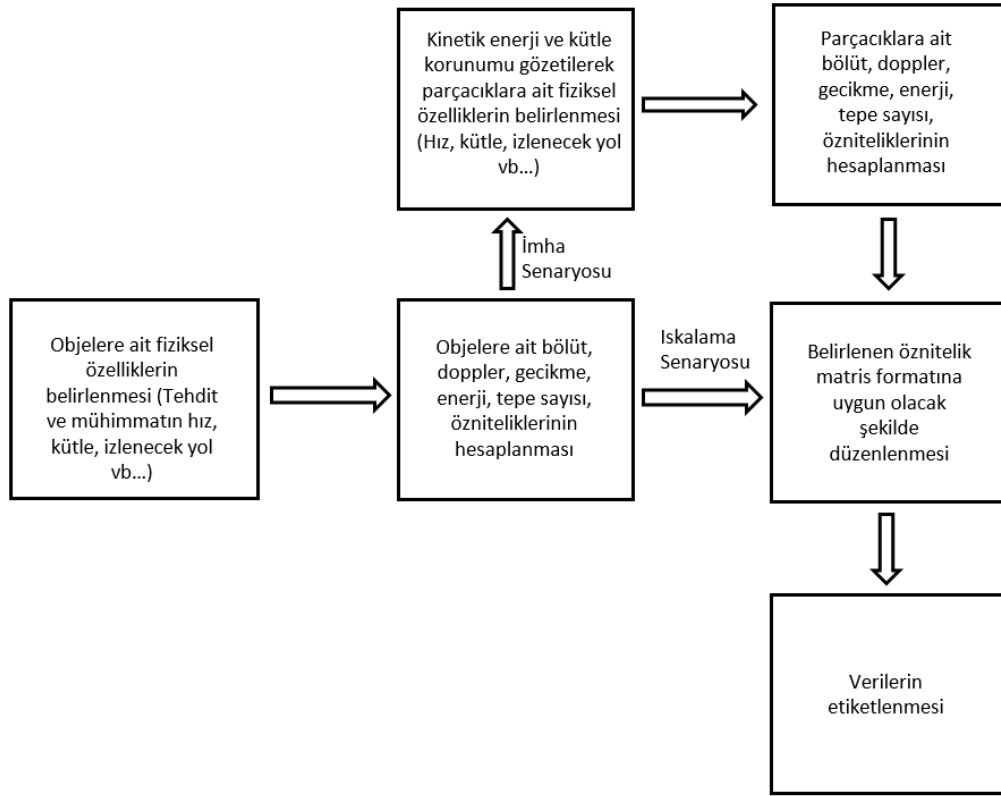 Kinetik enerji ve kütle
korunumu gözetilerek
parçacıklara ait fiziksel
özelliklerin belirlenmesi
(Hız, kütle, izlenecek yol
vb...)
Parçacıklara ait
bölüt, doppler,
gecikme, enerji,
tepe sayısı,
özniteliklerinin
hesaplanması
İmha
Senaryosu
Objelere ait fiziksel
özelliklerin
belirlenmesi (Tehdit
ve mühimmatın hız,
kütle, izlenecek yol
vb...)
Objelere ait bölüt,
doppler, gecikme,
enerji, tepe sayısı,
özniteliklerinin
hesaplanması
Iskalama
Senaryosu
Belirlenen öznitelik
matris formatına
uygun olacak
şekilde
düzenlenmesi
Verilerin
etiketlenmesi